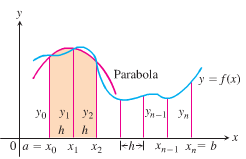 y
Parabola
y = f(x)
y₀ y₁ y₂ yₙ₋₁ yₙ
h h h
0 a = x₀ x₁ x₂ xₙ₋₁ xₙ = b x